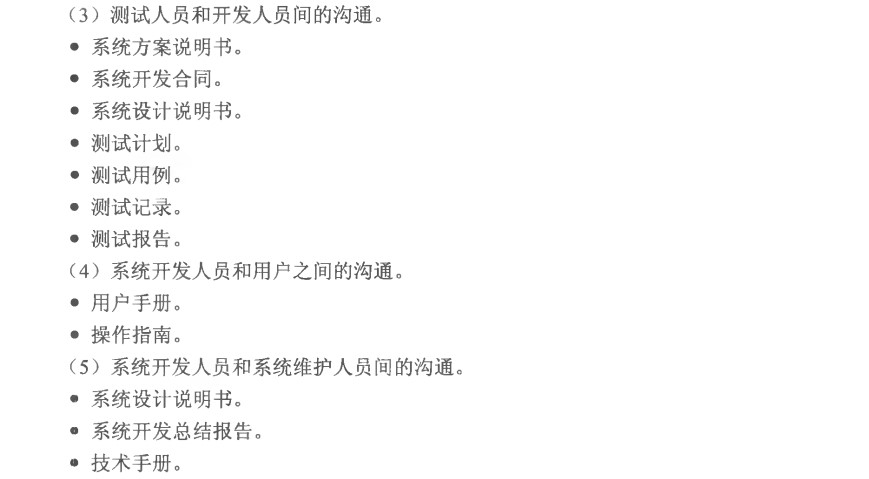 （3）测试人员和开发人员间的沟通。
● 系统方案说明书。
● 系统开发合同。
● 系统设计说明书。
● 测试计划。
● 测试用例。
● 测试记录。
● 测试报告。
（4）系统开发人员和用户之间的沟通。
● 用户手册。
● 操作指南。
（5）系统开发人员和系统维护人员间的沟通。
● 系统设计说明书。
● 系统开发总结报告。
● 技术手册。